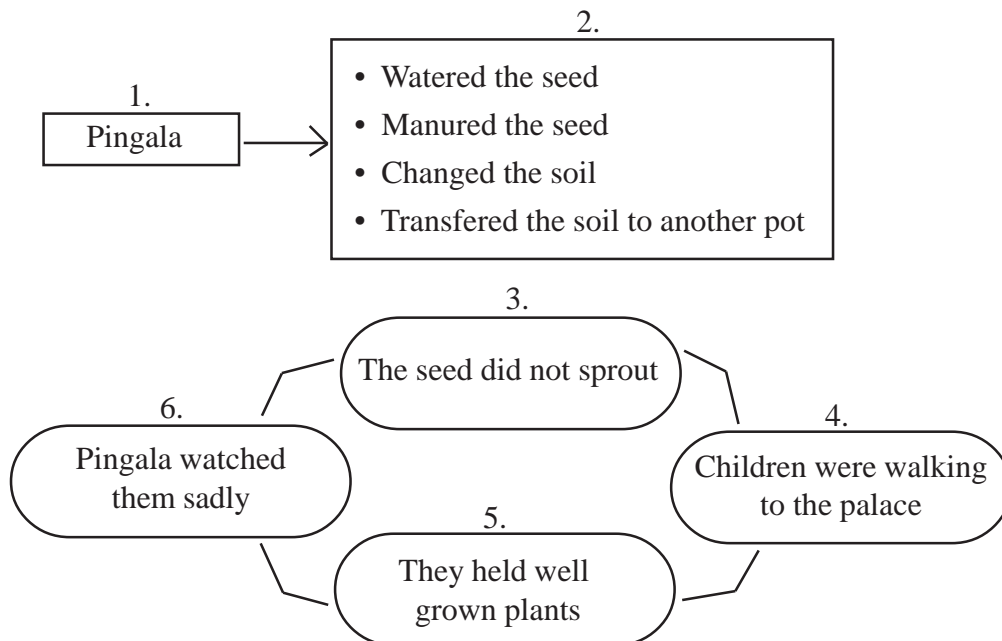 1.
Pingala
2.
• Watered the seed
• Manured the seed
• Changed the soil
• Transfered the soil to another pot
3.
The seed did not sprout
4.
Children were walking
to the palace
5.
They held well
grown plants
6.
Pingala watched
them sadly